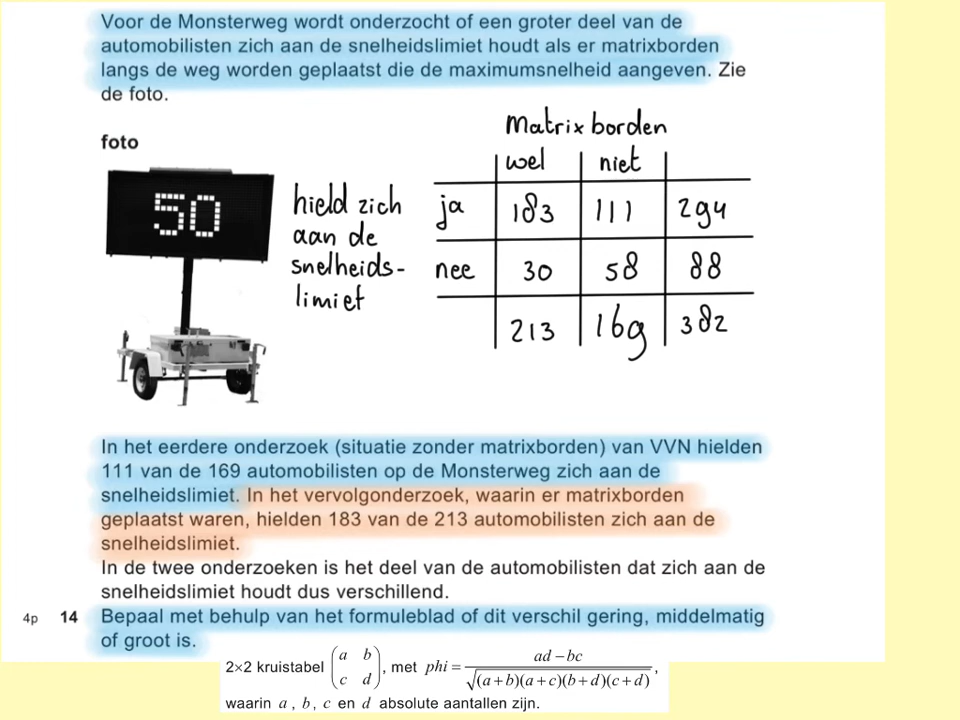 Voor de Monsterweg wordt onderzocht of een groter deel van de
automobilisten zich aan de snelheidslimiet houdt als er matrixborden
langs de weg worden geplaatst die de maximumsnelheid aangeven. Zie
de foto.
foto
50
Matrixborden
wel niet
hield zich aan de snelheids-limiet
ja 183 111 294
nee 30 58 88
213 169 382
In het eerdere onderzoek (situatie zonder matrixborden) van VVN hielden
111 van de 169 automobilisten op de Monsterweg zich aan de
snelheidslimiet. In het vervolgonderzoek, waarin er matrixborden
geplaatst waren, hielden 183 van de 213 automobilisten zich aan de
snelheidslimiet.
In de twee onderzoeken is het deel van de automobilisten dat zich aan de
snelheidslimiet houdt dus verschillend.
4p 14 Bepaal met behulp van het formuleblad of dit verschil gering, middelmatig
of groot is.
2×2 kruistabel (a b; c d), met phi = (ad − bc) / √((a+b)(a+c)(b+d)(c+d)),
waarin a, b, c en d absolute aantallen zijn.